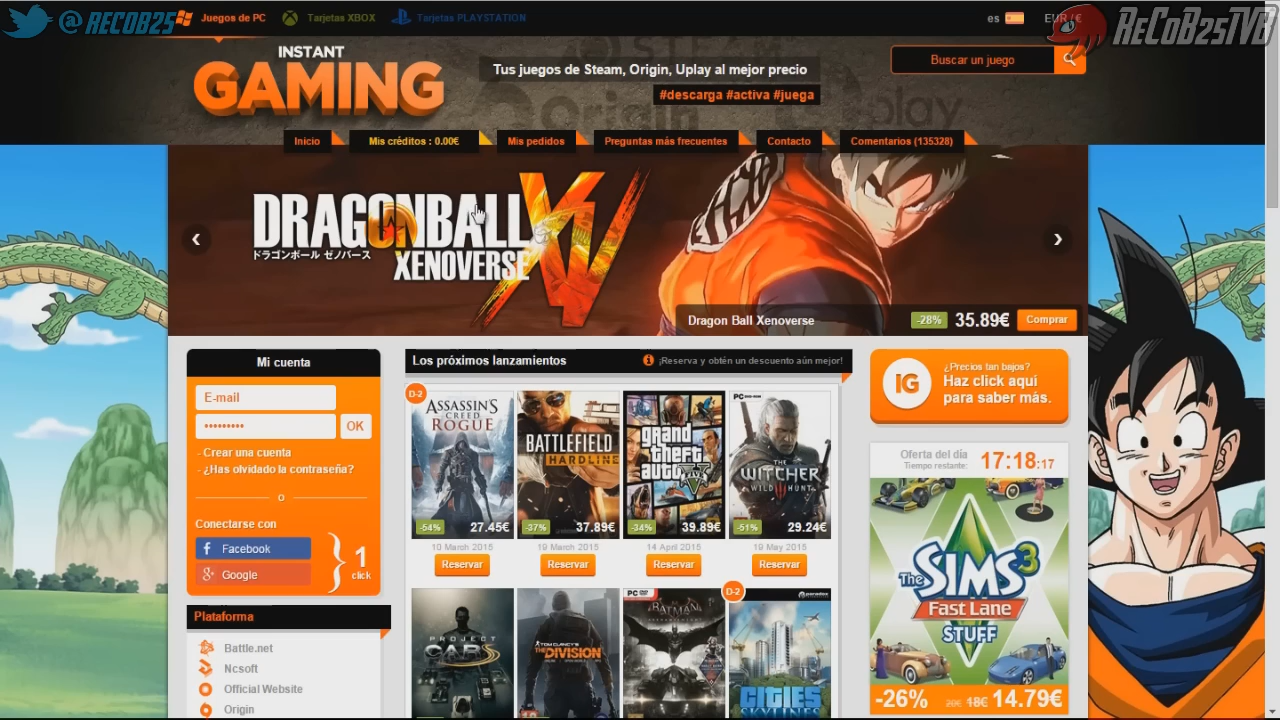 @RECOB25
Juegos de PC
Tarjetas XBOX
Tarjetas PLAYSTATION
es
EUR / €
ReCoB25TVB
INSTANT
GAMING
Tus juegos de Steam, Origin, Uplay al mejor precio
#descarga #activa #juega
Buscar un juego
Inicio
Mis créditos : 0.00€
Mis pedidos
Preguntas más frecuentes
Contacto
Comentarios (135328)
DRAGONBALL
XV
ドラゴンボール ゼノバース
XENOVERSE
Dragon Ball Xenoverse
-28%
35.89€
Comprar
Mi cuenta
E-mail
•••••••••
OK
- Crear una cuenta
- ¿Has olvidado la contraseña?
o
Conectarse con
Facebook
Google
1
click
Plataforma
Battle.net
Ncsoft
Official Website
Origin
Los próximos lanzamientos
¡Reserva y obtén un descuento aún mejor!
D-2
ASSASSIN'S
CREED
ROGUE
-54%
27.45€
10 March 2015
Reservar
BATTLEFIELD
HARDLINE
-37%
37.89€
19 March 2015
Reservar
grand
theft
auto V
-34%
39.89€
14 April 2015
Reservar
PC DVD-ROM
THE
WITCHER
WILD HUNT
-51%
29.24€
19 May 2015
Reservar
PROJECT
CARS
TOM CLANCY'S
THE DIVISION
PC DVD
BATMAN
D-2
paradox
CITIES
SKYLINES
IG
¿Precios tan bajos?
Haz click aquí
para saber más.
Oferta del día
Tiempo restante:
17:18:17
The SIMS 3
Fast Lane
STUFF
-26%
20€
18€
14.79€